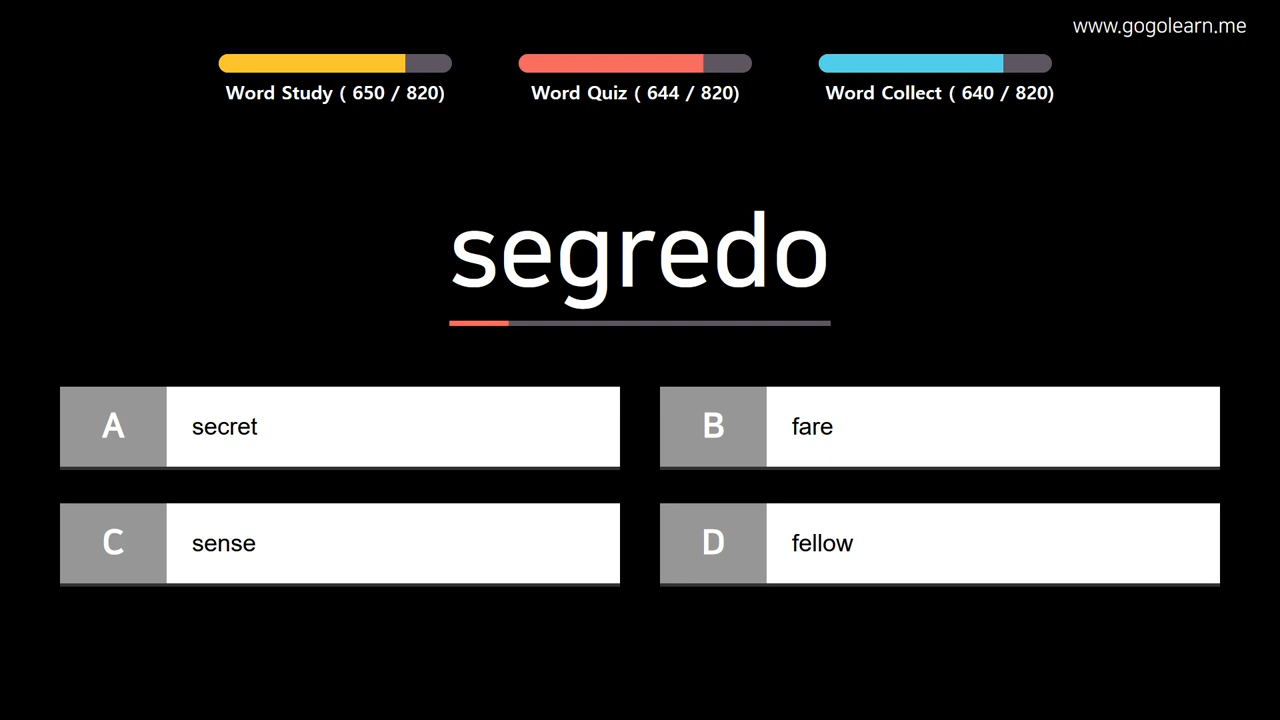 www.gogolearn.me
Word Study ( 650 / 820)
Word Quiz ( 644 / 820)
Word Collect ( 640 / 820)
segredo
A secret
B fare
C sense
D fellow